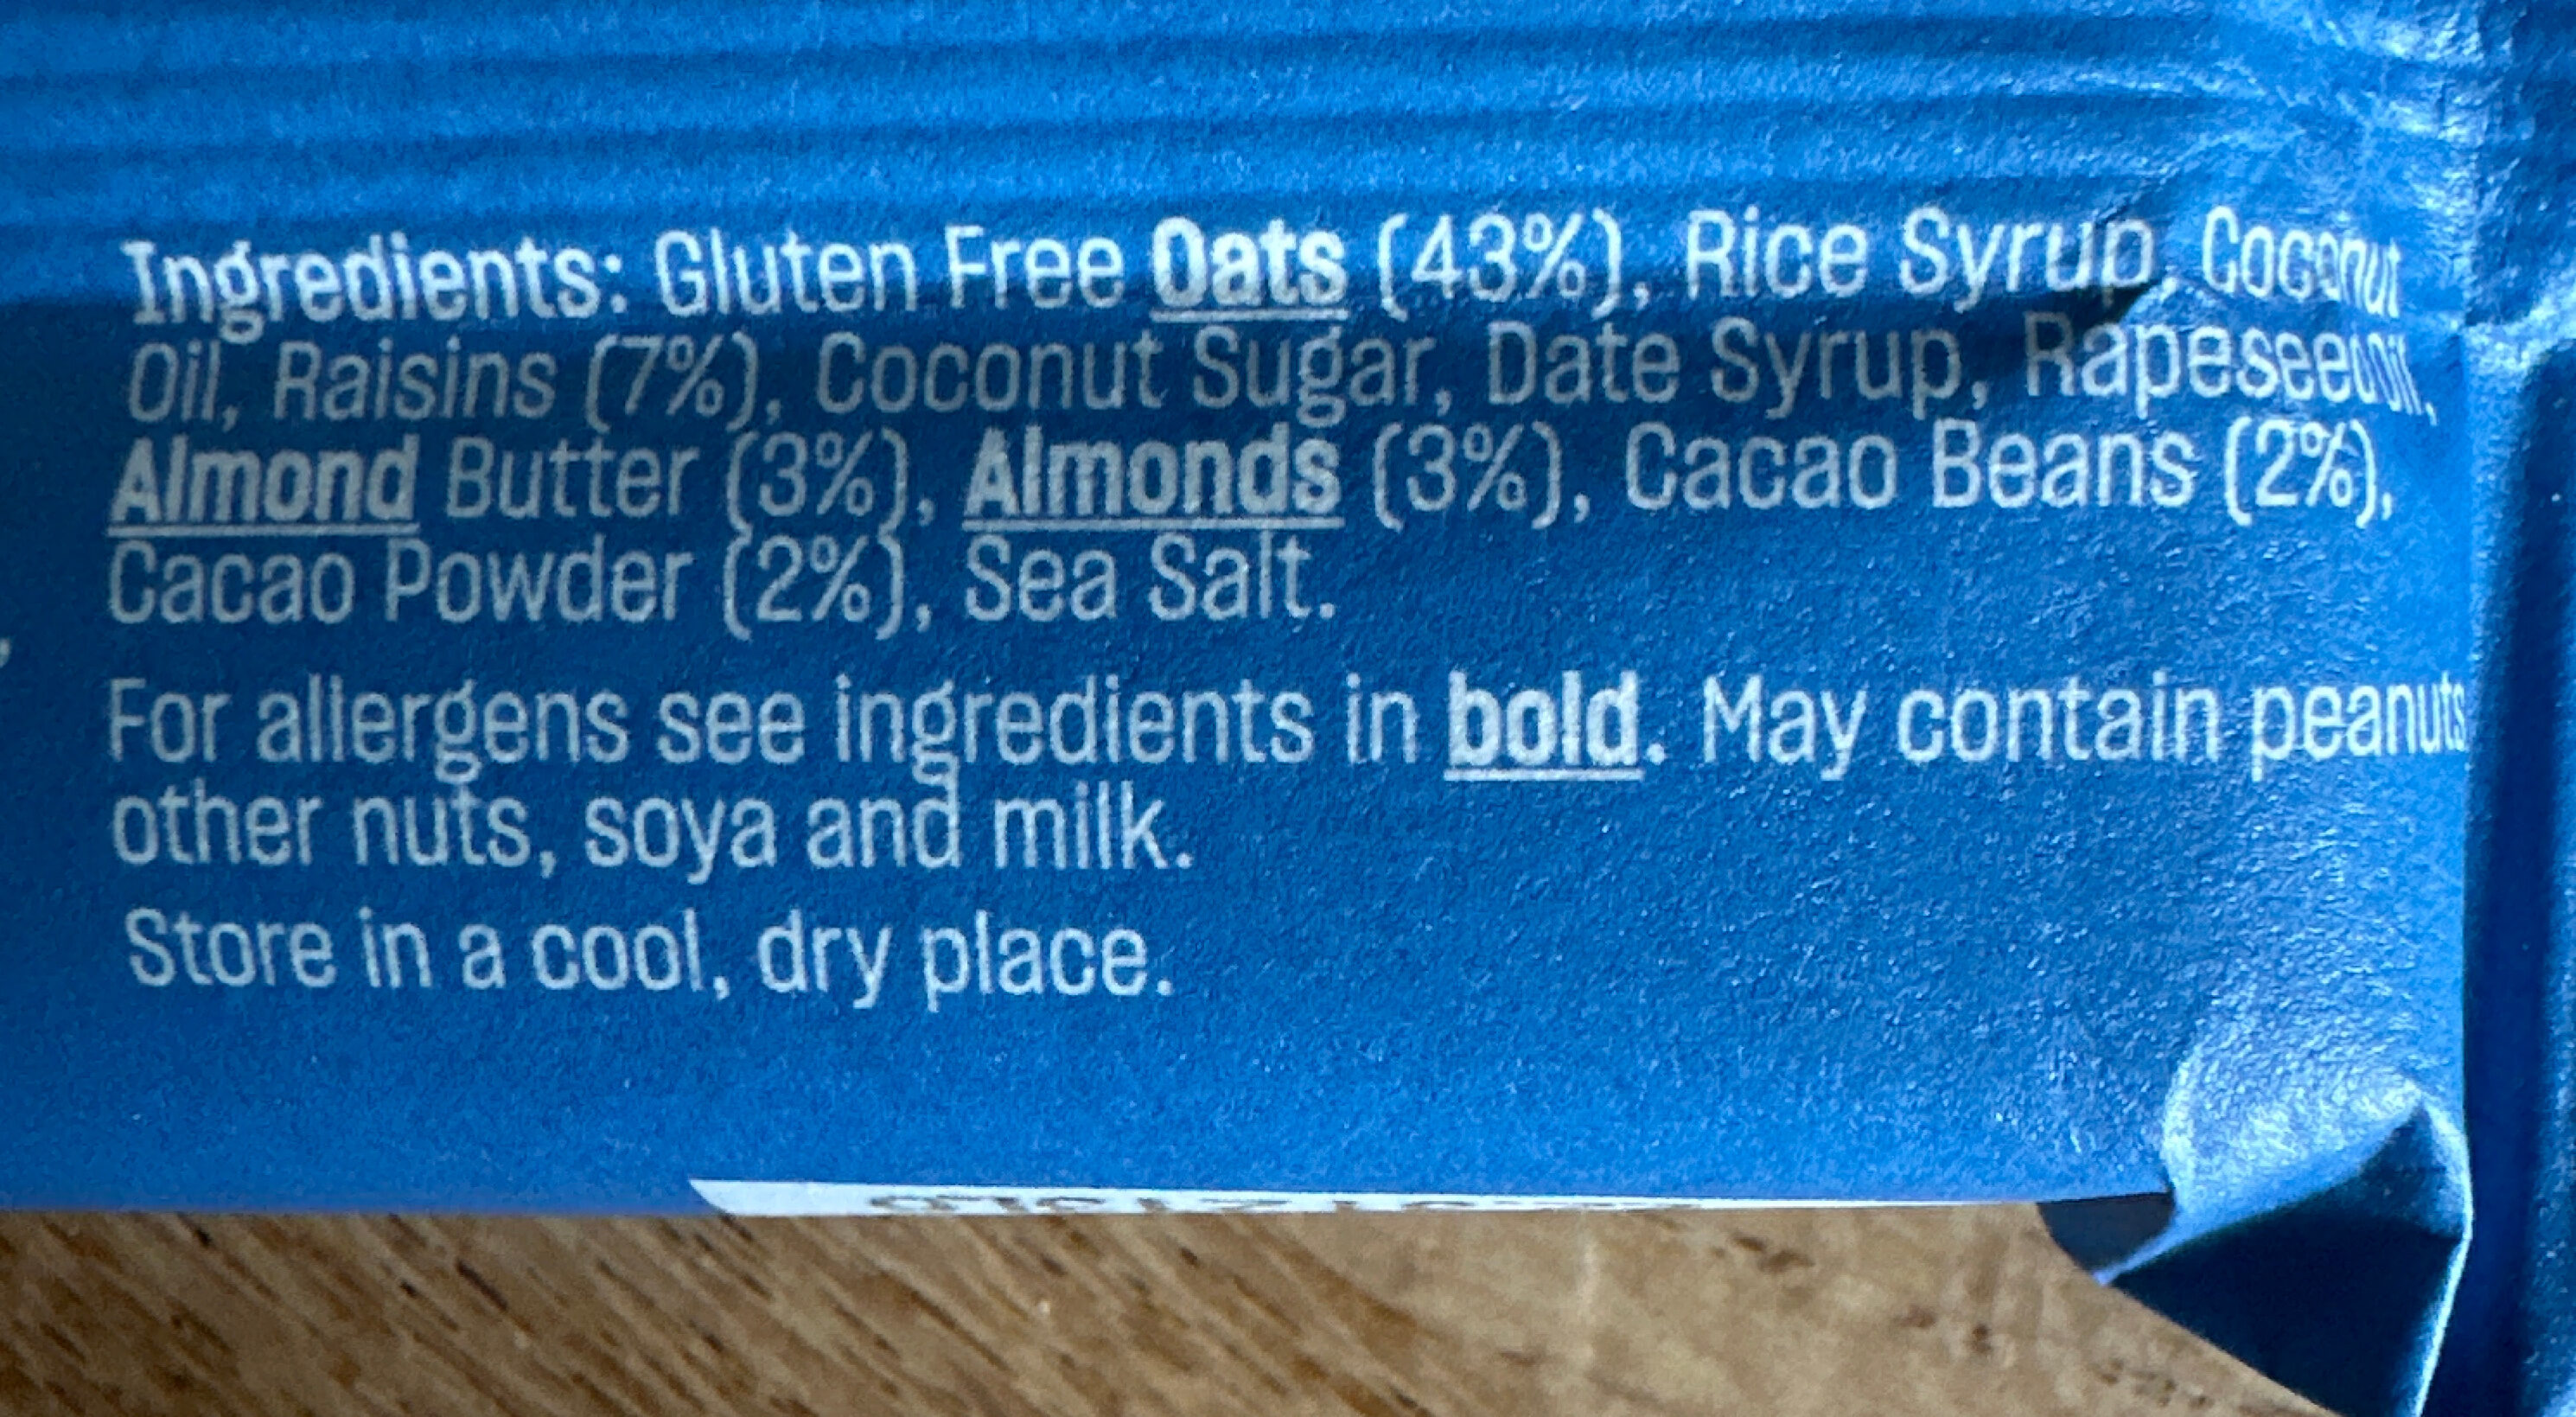 Ingredients: Gluten Free Oats (43%), Rice Syrup, Coconut
Oil, Raisins (7%), Coconut Sugar, Date Syrup, Rapeseed Oil,
Almond Butter (3%), Almonds (3%), Cacao Beans (2%),
Cacao Powder (2%), Sea Salt.
For allergens see ingredients in bold. May contain peanuts
other nuts, soya and milk.
Store in a cool, dry place.